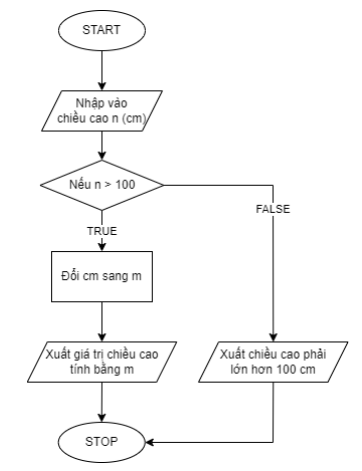 START
Nhập vào
chiều cao n (cm)
Nếu n > 100
FALSE
TRUE
Đổi cm sang m
Xuất giá trị chiều cao
tính bằng m
Xuất chiều cao phải
lớn hơn 100 cm
STOP